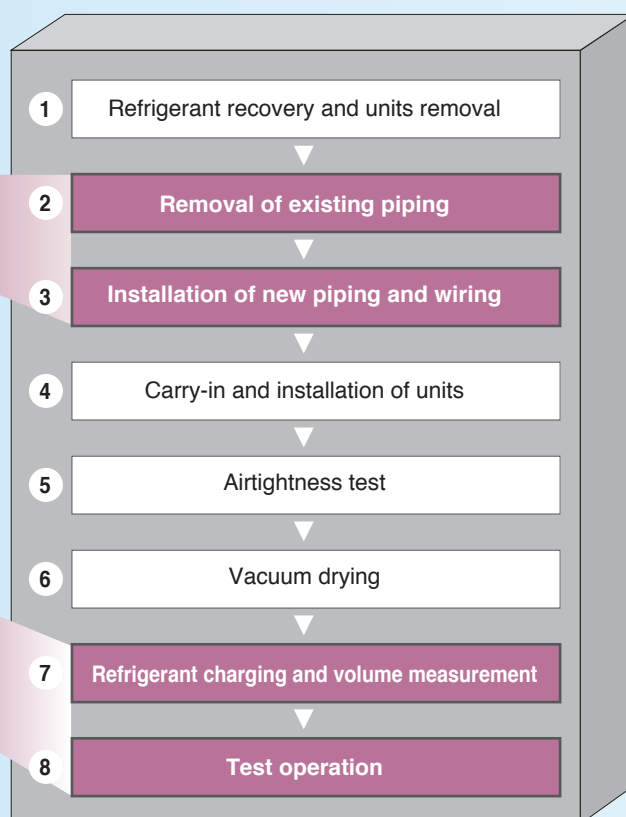 1 Refrigerant recovery and units removal
2 Removal of existing piping
3 Installation of new piping and wiring
4 Carry-in and installation of units
5 Airtightness test
6 Vacuum drying
7 Refrigerant charging and volume measurement
8 Test operation